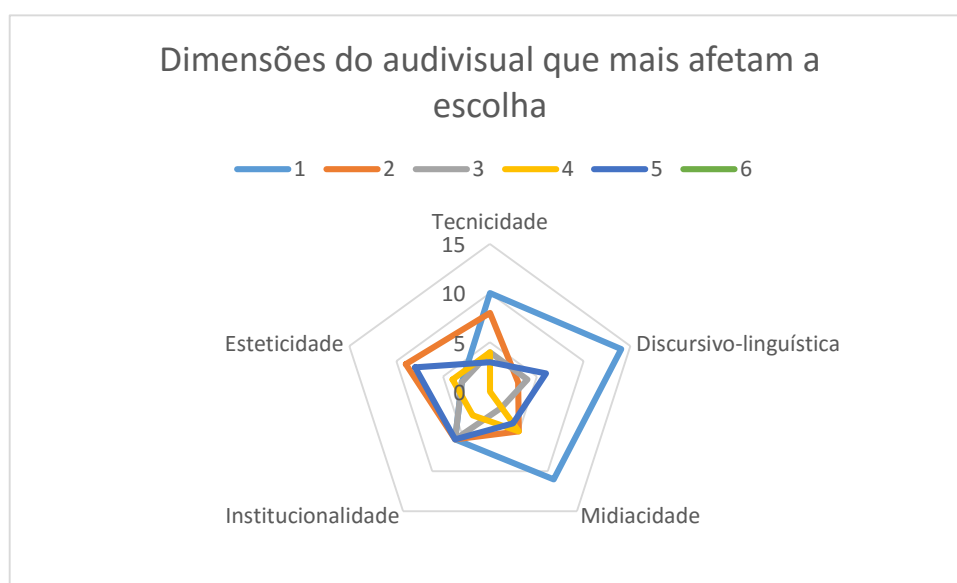 Dimensões do audivisual que mais afetam a
escolha
1 2 3 4 5 6
Tecnicidade
15
10
5
0
Esteticidade
Discursivo-linguística
Institucionalidade
Midiacidade